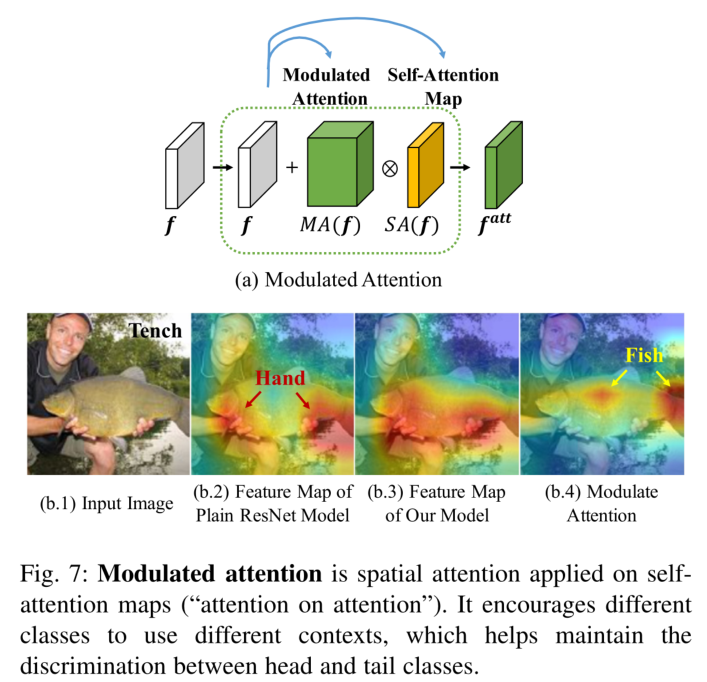 Modulated Attention
Self-Attention Map
f
f
+
MA(f)
⊗
SA(f)
f^att
(a) Modulated Attention
Tench
Hand
Fish
(b.1) Input Image
(b.2) Feature Map of
Plain ResNet Model
(b.3) Feature Map
of Our Model
(b.4) Modulate
Attention
Fig. 7: Modulated attention is spatial attention applied on self-
attention maps (“attention on attention”). It encourages different
classes to use different contexts, which helps maintain the
discrimination between head and tail classes.